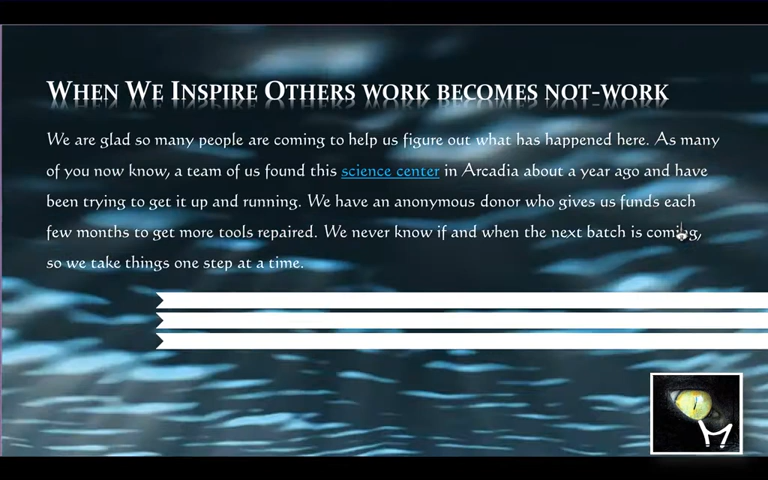 When We Inspire Others work becomes not-work
We are glad so many people are coming to help us figure out what has happened here. As many
of you now know, a team of us found this science center in Arcadia about a year ago and have
been trying to get it up and running. We have an anonymous donor who gives us funds each
few months to get more tools repaired. We never know if and when the next batch is coming,
so we take things one step at a time.
M